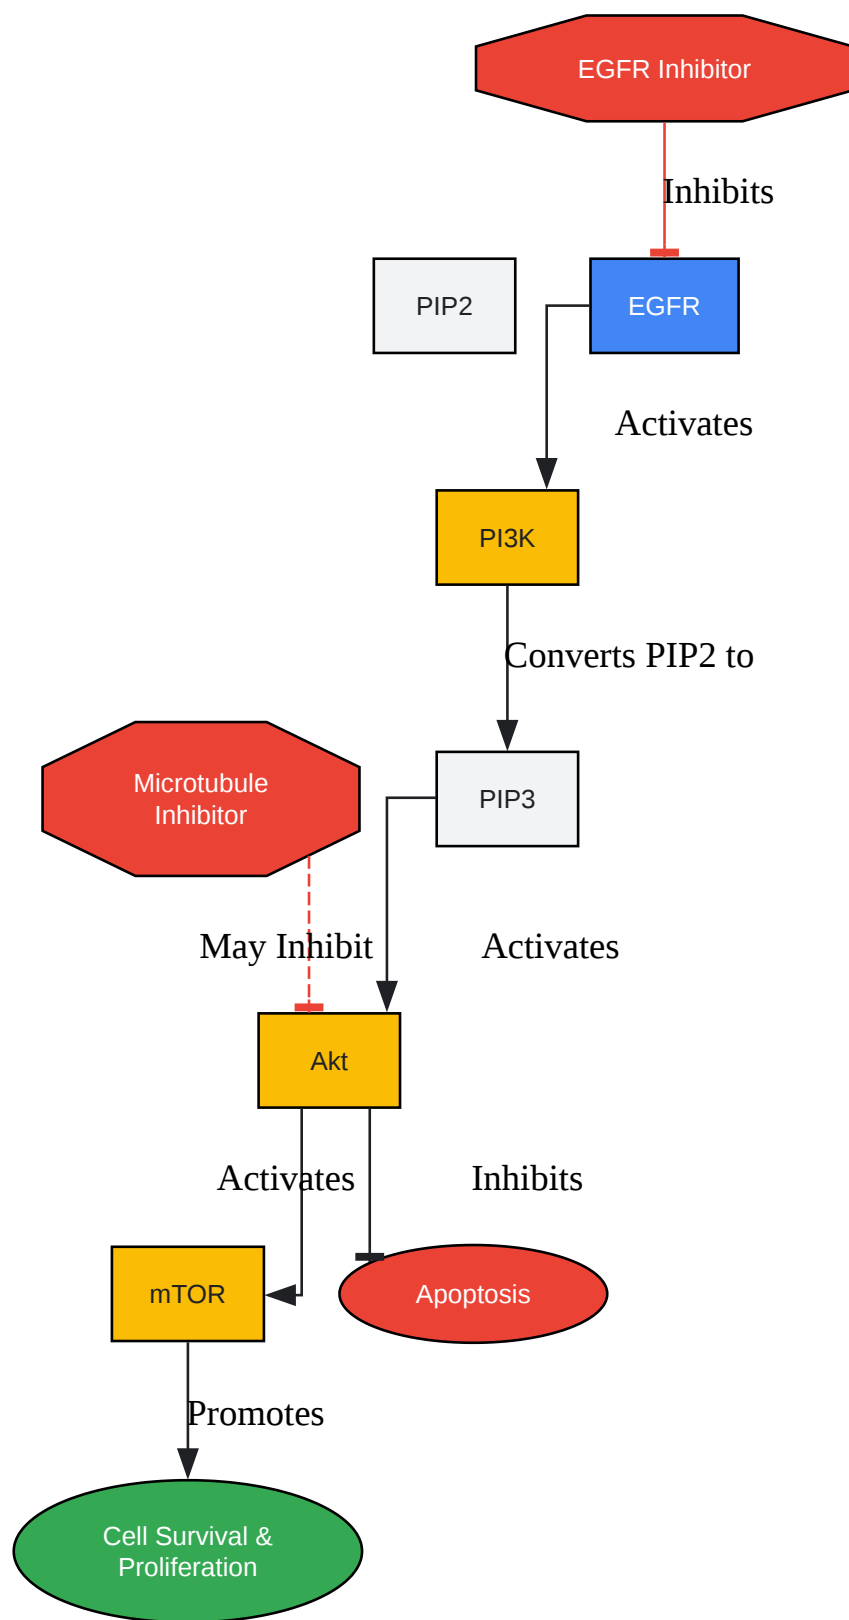 EGFR Inhibitor
Inhibits
PIP2
EGFR
Activates
PI3K
Converts PIP2 to
Microtubule
Inhibitor
PIP3
May Inhibit
Activates
Akt
Activates
Inhibits
mTOR
Apoptosis
Promotes
Cell Survival &
Proliferation